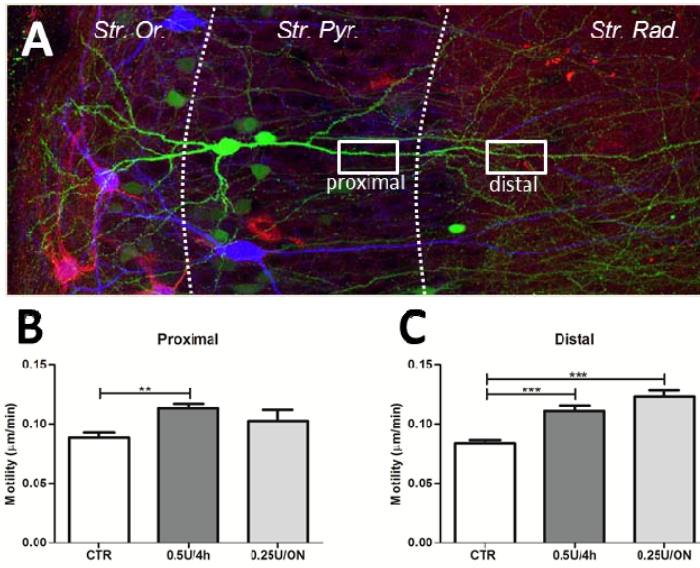 A
Str. Or.
Str. Pyr.
Str. Rad.
proximal
distal
B
Proximal
Motility (μm/min)
0.15
0.10
0.05
0.00
**
CTR
0.5U/4h
0.25U/ON
C
Distal
Motility (μm/min)
0.15
0.10
0.05
0.00
***
***
CTR
0.5U/4h
0.25U/ON